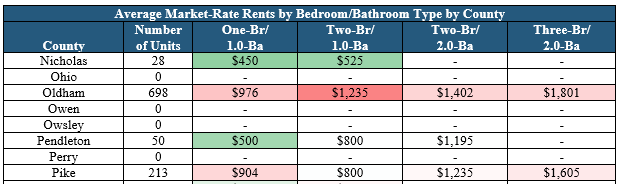 Average Market-Rate Rents by Bedroom/Bathroom Type by County
County Number of Units One-Br/ 1.0-Ba Two-Br/ 1.0-Ba Two-Br/ 2.0-Ba Three-Br/ 2.0-Ba
Nicholas 28 $450 $525 - -
Ohio 0 - - - -
Oldham 698 $976 $1,235 $1,402 $1,801
Owen 0 - - - -
Owsley 0 - - - -
Pendleton 50 $500 $800 $1,195 -
Perry 0 - - - -
Pike 213 $904 $800 $1,235 $1,605